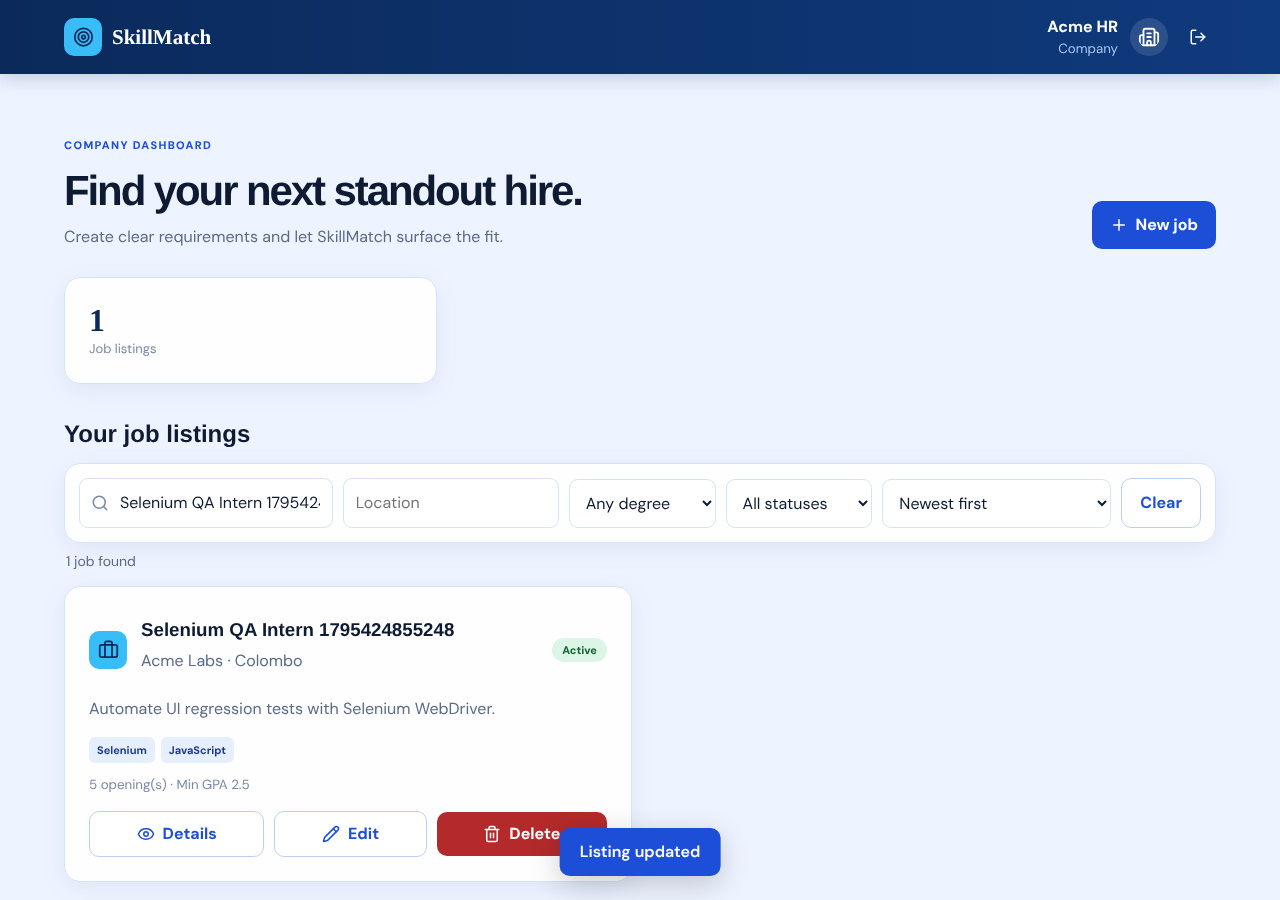 SkillMatch
Acme HR
Company
COMPANY DASHBOARD
Find your next standout hire.
Create clear requirements and let SkillMatch surface the fit.
New job
1
Job listings
Your job listings
Selenium QA Intern 179542
Location
Any degree
All statuses
Newest first
Clear
1 job found
Selenium QA Intern 1795424855248
Acme Labs · Colombo
Active
Automate UI regression tests with Selenium WebDriver.
Selenium
JavaScript
5 opening(s) · Min GPA 2.5
Details
Edit
Delete
Listing updated